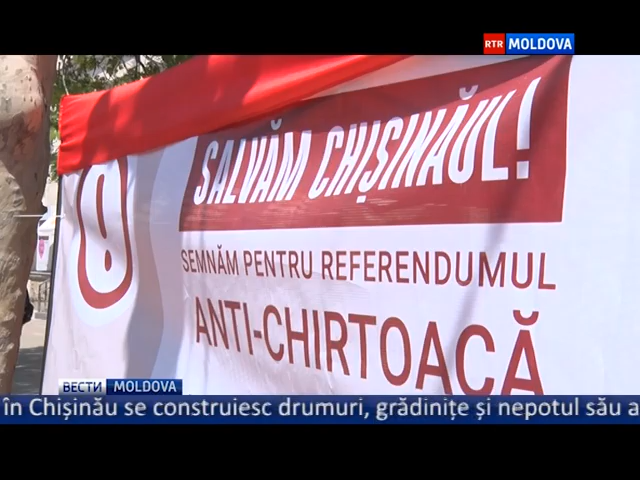 RTR MOLDOVA
SALVĂM CHIȘINĂUL!
SEMNĂM PENTRU REFERENDUMUL
ANTI-CHIRTOACĂ
ВЕСТИ MOLDOVA
în Chișinău se construiesc drumuri, grădinițe și nepotul său a